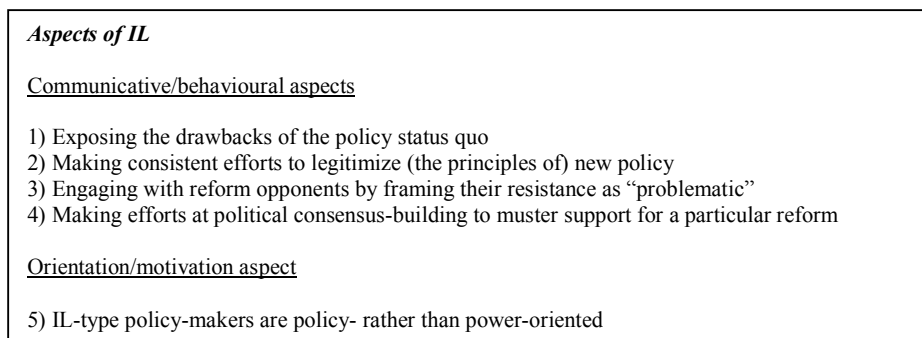 Aspects of IL
Communicative/behavioural aspects
1) Exposing the drawbacks of the policy status quo
2) Making consistent efforts to legitimize (the principles of) new policy
3) Engaging with reform opponents by framing their resistance as “problematic”
4) Making efforts at political consensus-building to muster support for a particular reform
Orientation/motivation aspect
5) IL-type policy-makers are policy- rather than power-oriented